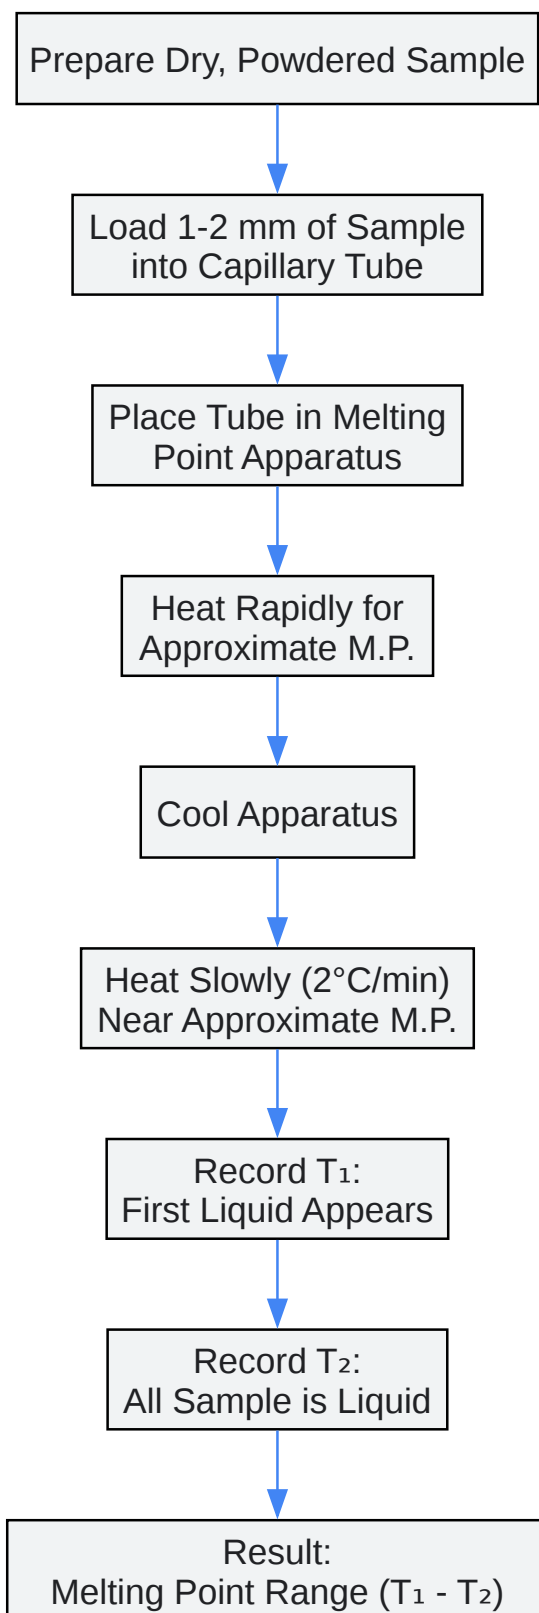 Prepare Dry, Powdered Sample
Load 1-2 mm of Sample
into Capillary Tube
Place Tube in Melting
Point Apparatus
Heat Rapidly for
Approximate M.P.
Cool Apparatus
Heat Slowly (2°C/min)
Near Approximate M.P.
Record T₁:
First Liquid Appears
Record T₂:
All Sample is Liquid
Result:
Melting Point Range (T₁ - T₂)